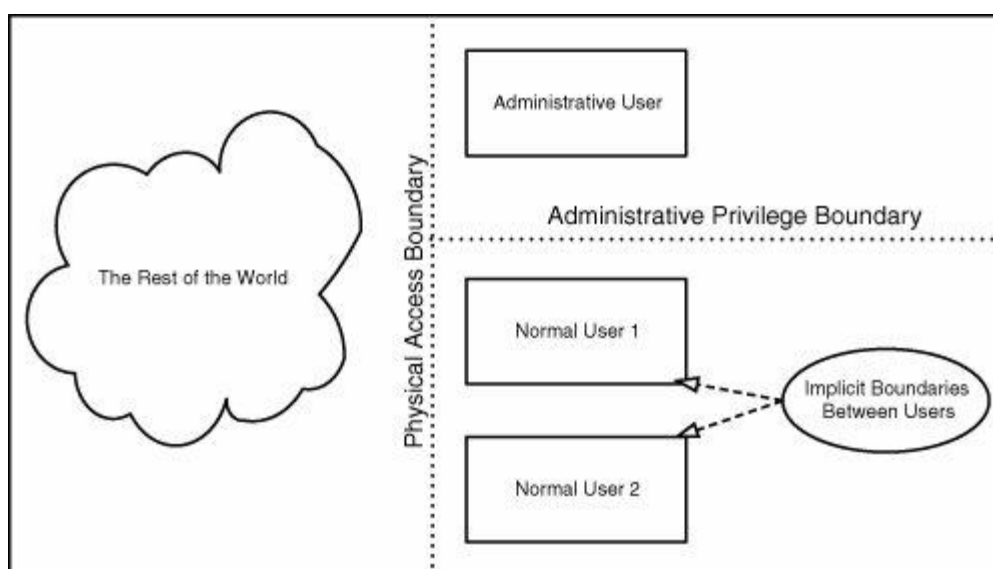 Administrative User
Administrative Privilege Boundary
Physical Access Boundary
The Rest of the World
Normal User 1
Implicit Boundaries
Between Users
Normal User 2